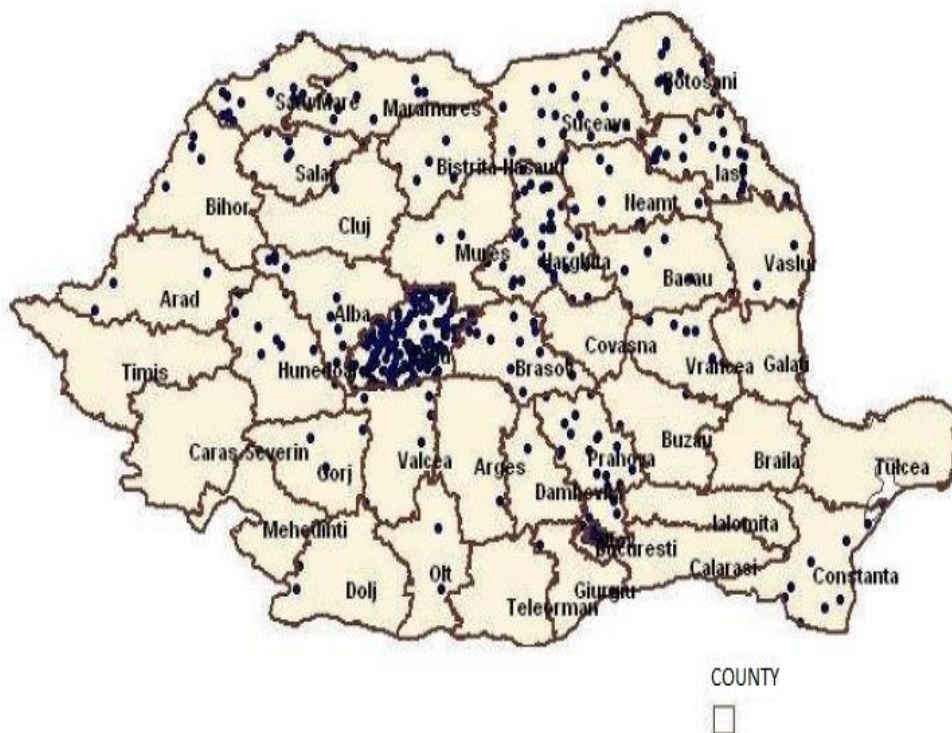 Botosani
Satu Mare
Maramures
Suceava
Salaj
Bistrita-Nasaud
Iasi
Bihor
Cluj
Neamt
Mures
Harghita
Bacau
Vaslui
Arad
Alba
Timis
Hunedoara
Brasov
Covasna
Vrancea
Galati
Caras-Severin
Gorj
Valcea
Arges
Prahova
Buzau
Braila
Tulcea
Dambovita
Mehedinti
Ialomita
Bucuresti
Dolj
Olt
Teleorman
Giurgiu
Calarasi
Constanta
COUNTY